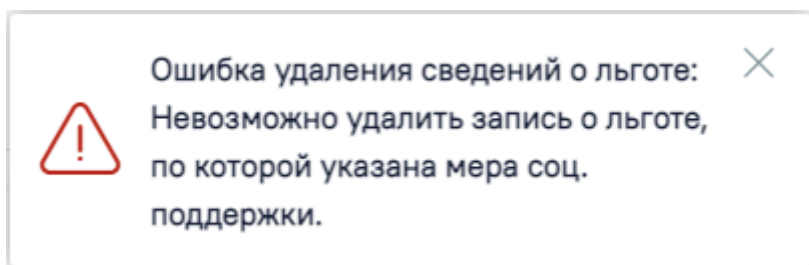 Ошибка удаления сведений о льготе:
Невозможно удалить запись о льготе,
по которой указана мера соц.
поддержки.